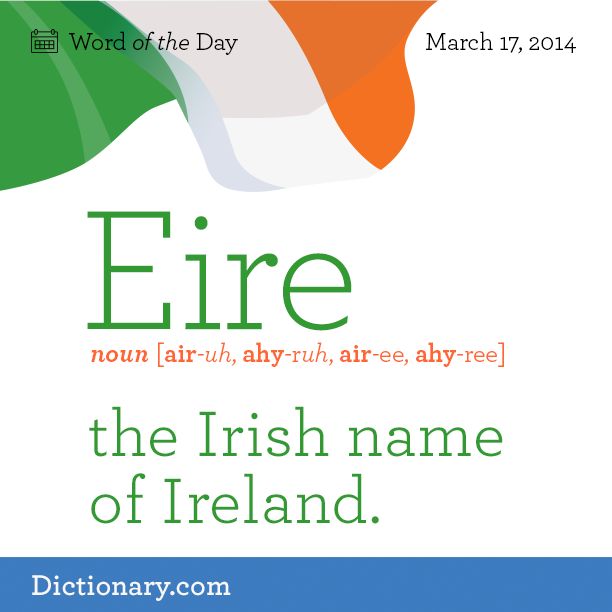 Word of the Day
March 17, 2014
Eire
noun [air-uh, ahy-ruh, air-ee, ahy-ree]
the Irish name
of Ireland.
Dictionary.com